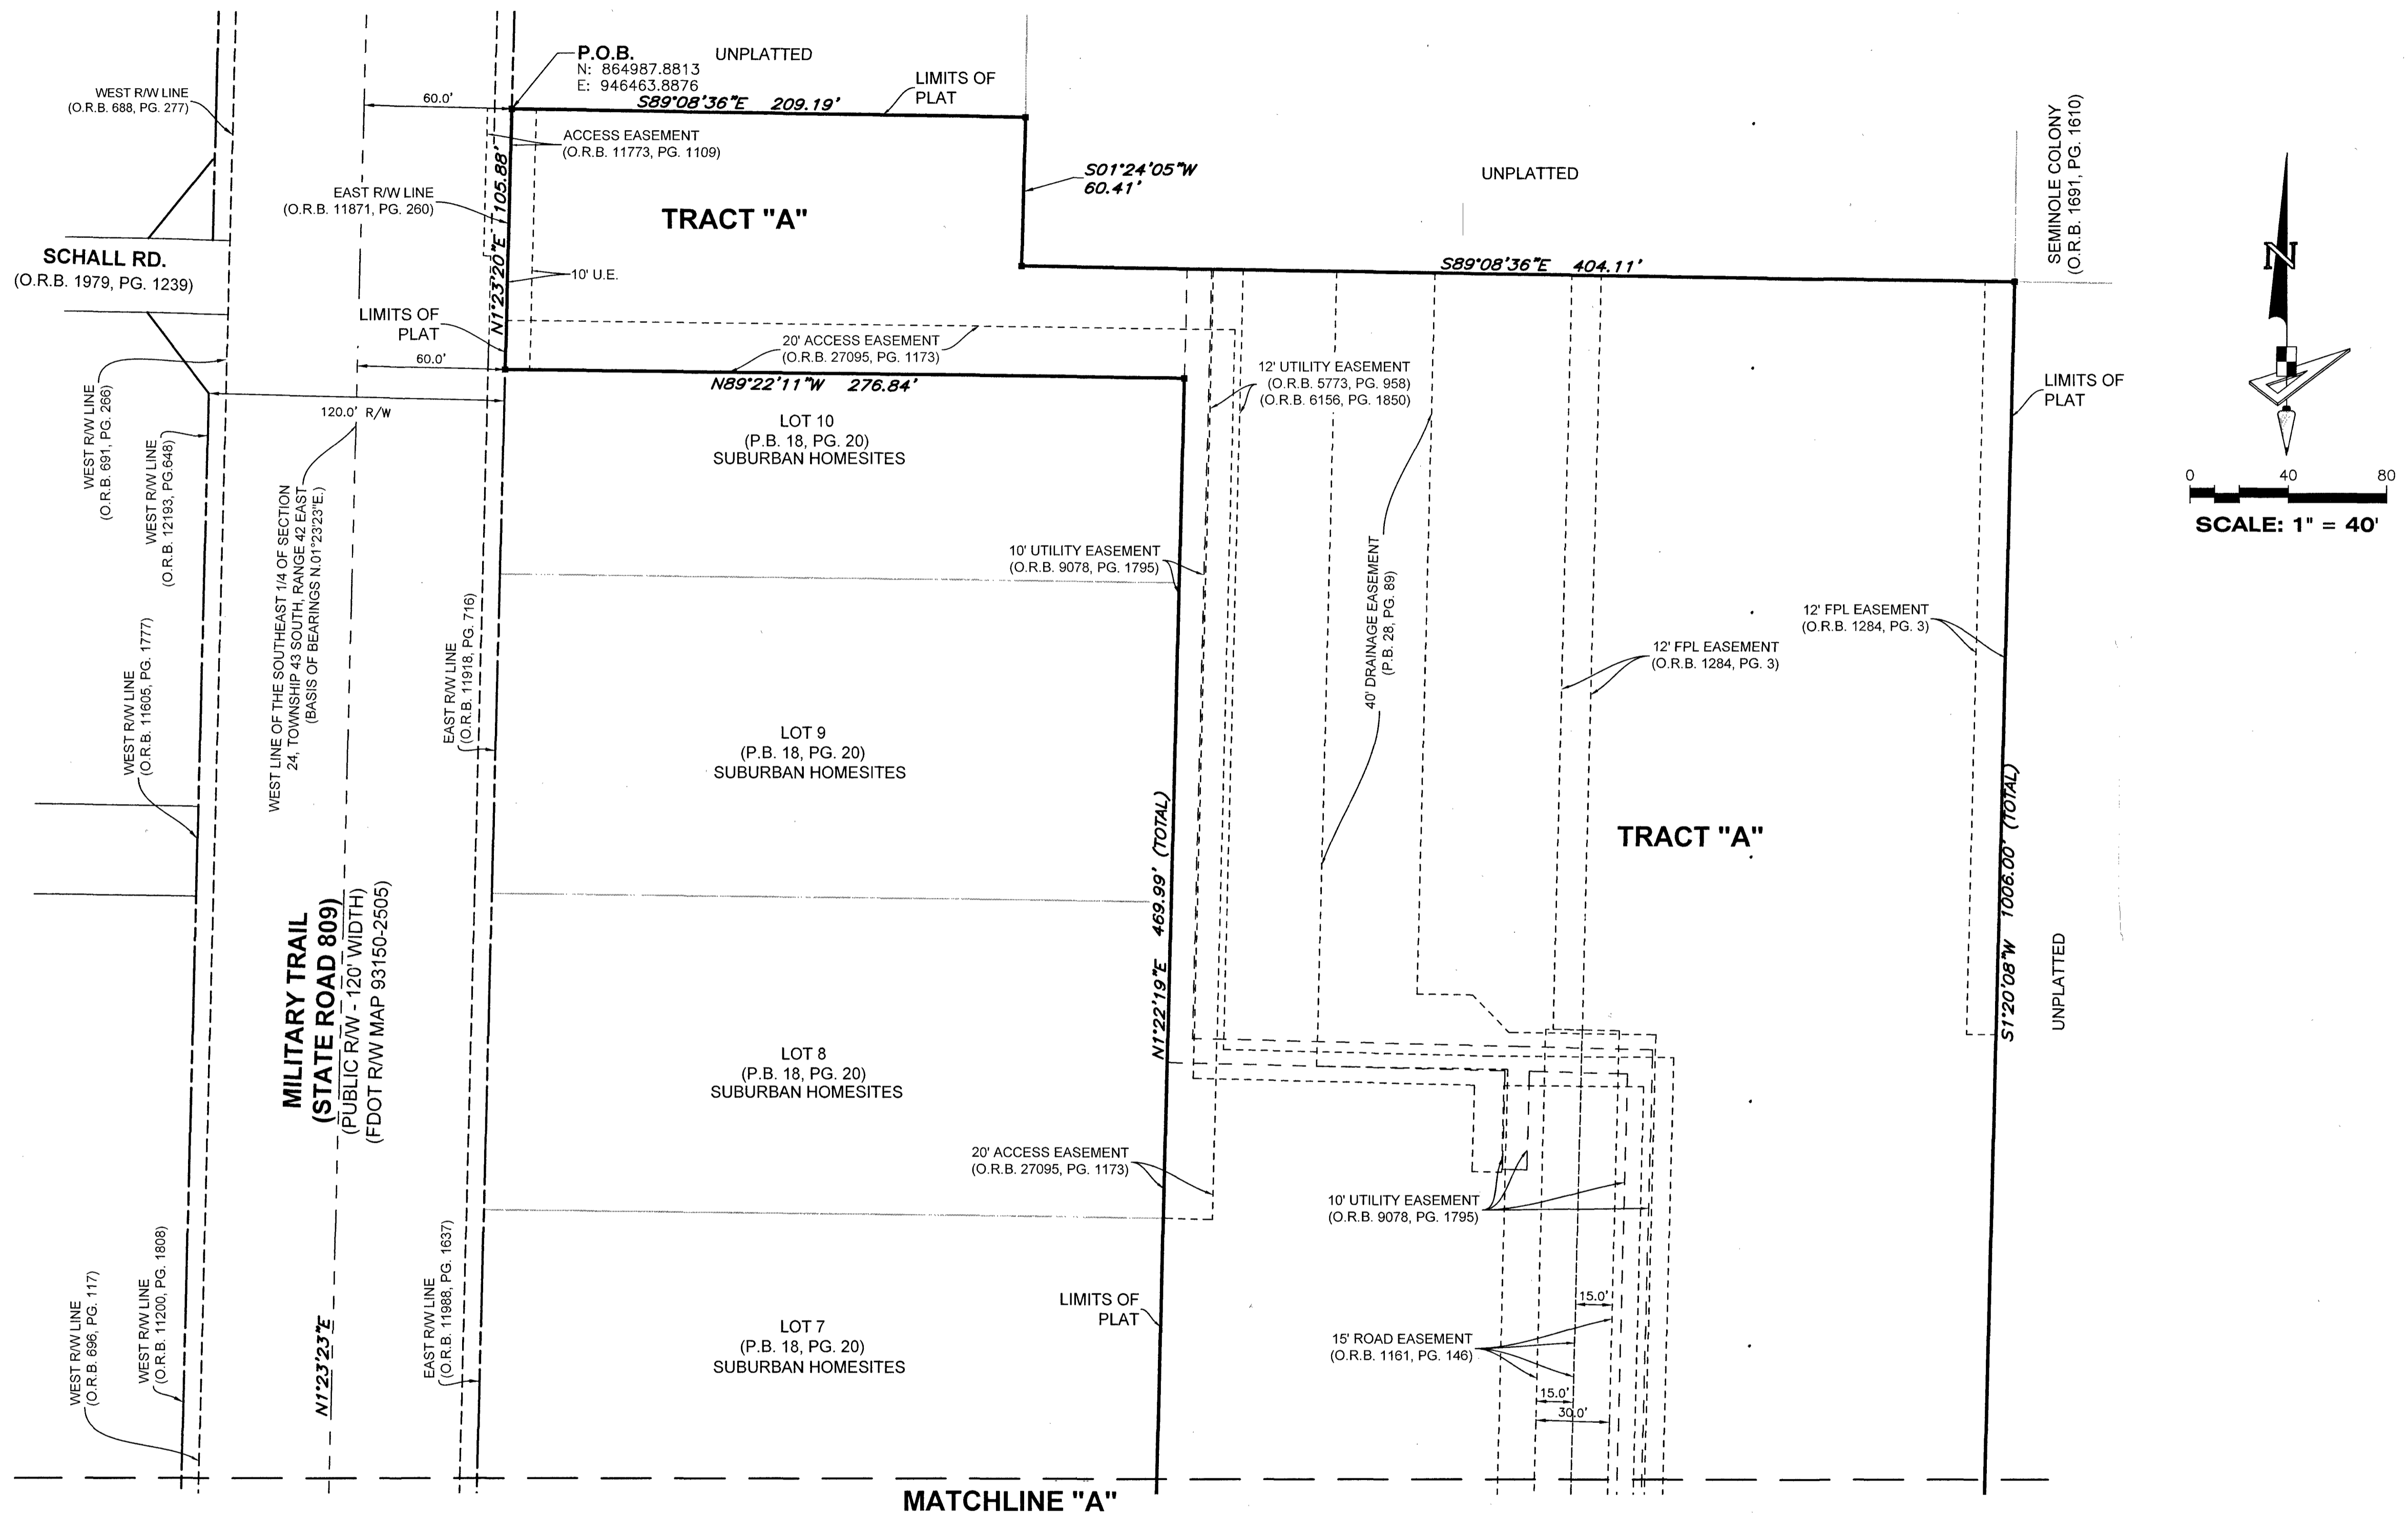 P.O.B.
N: 864987.8813
E: 946463.8876
UNPLATTED
LIMITS OF
PLAT
WEST R/W LINE
(O.R.B. 688, PG. 277)
60.0'
S89°08'36"E 209.19'
ACCESS EASEMENT
(O.R.B. 11773, PG. 1109)
N1°23'20"E 105.88'
EAST R/W LINE
(O.R.B. 11871, PG. 260)
TRACT "A"
S01°24'05"W
60.41'
UNPLATTED
SEMINOLE COLONY
(O.R.B. 1691, PG. 1610)
N
SCHALL RD.
(O.R.B. 1979, PG. 1239)
10' U.E.
S89°08'36"E 404.11'
LIMITS OF
PLAT
60.0'
20' ACCESS EASEMENT
(O.R.B. 27095, PG. 1173)
N89°22'11"W 276.84'
12' UTILITY EASEMENT
(O.R.B. 5773, PG. 958)
(O.R.B. 6156, PG. 1850)
LIMITS OF
PLAT
0 40 80
SCALE: 1" = 40'
120.0' R/W
WEST R/W LINE
(O.R.B. 691, PG. 266)
WEST R/W LINE
(O.R.B. 12193, PG.648)
WEST LINE OF THE SOUTHEAST 1/4 OF SECTION
24, TOWNSHIP 43 SOUTH, RANGE 42 EAST
(BASIS OF BEARINGS N.01°23'23"E.)
LOT 10
(P.B. 18, PG. 20)
SUBURBAN HOMESITES
10' UTILITY EASEMENT
(O.R.B. 9078, PG. 1795)
40' DRAINAGE EASEMENT
(P.B. 28, PG. 89)
12' FPL EASEMENT
(O.R.B. 1284, PG. 3)
12' FPL EASEMENT
(O.R.B. 1284, PG. 3)
WEST R/W LINE
(O.R.B. 11605, PG. 1777)
EAST R/W LINE
(O.R.B. 11918, PG. 716)
LOT 9
(P.B. 18, PG. 20)
SUBURBAN HOMESITES
N1°22'19"E 469.99' (TOTAL)
TRACT "A"
S1°20'08"W 1006.00' (TOTAL)
UNPLATTED
MILITARY TRAIL
(STATE ROAD 809)
(PUBLIC R/W - 120' WIDTH)
(FDOT R/W MAP 93150-2505)
LOT 8
(P.B. 18, PG. 20)
SUBURBAN HOMESITES
20' ACCESS EASEMENT
(O.R.B. 27095, PG. 1173)
10' UTILITY EASEMENT
(O.R.B. 9078, PG. 1795)
WEST R/W LINE
(O.R.B. 696, PG. 117)
WEST R/W LINE
(O.R.B. 11200, PG. 1808)
N1°23'23"E
EAST R/W LINE
(O.R.B. 11988, PG. 1637)
LOT 7
(P.B. 18, PG. 20)
SUBURBAN HOMESITES
LIMITS OF
PLAT
15.0'
15' ROAD EASEMENT
(O.R.B. 1161, PG. 146)
15.0'
30.0'
MATCHLINE "A"